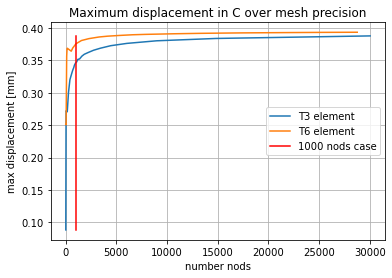 Maximum displacement in C over mesh precision
max displacement [mm]
0.40
0.35
0.30
0.25
0.20
0.15
0.10
T3 element
T6 element
1000 nods case
0 5000 10000 15000 20000 25000 30000
number nods